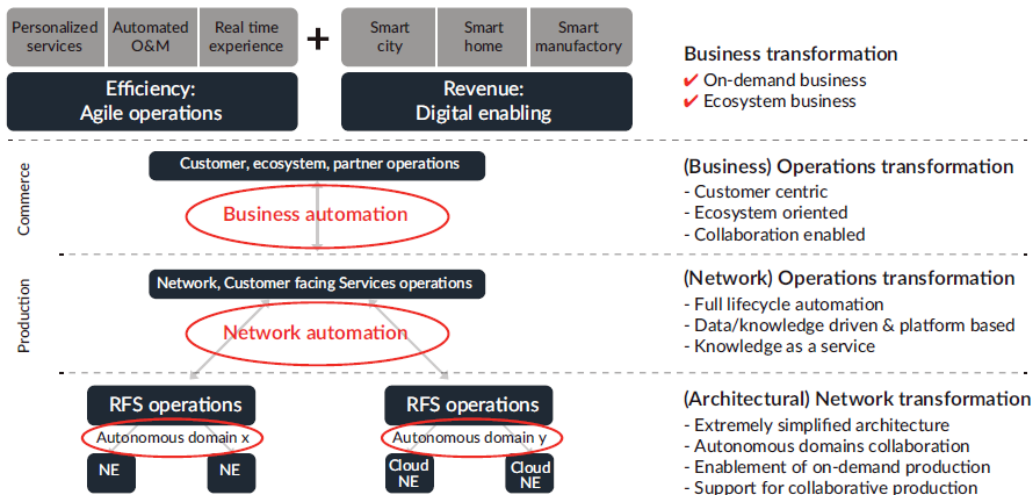 Personalized
services
Automated
O&M
Real time
experience
+
Smart
city
Smart
home
Smart
manufactory
Efficiency:
Agile operations
Revenue:
Digital enabling
Business transformation
✔ On-demand business
✔ Ecosystem business
Commerce
Customer, ecosystem, partner operations
Business automation
(Business) Operations transformation
- Customer centric
- Ecosystem oriented
- Collaboration enabled
Production
Network, Customer facing Services operations
Network automation
(Network) Operations transformation
- Full lifecycle automation
- Data/knowledge driven & platform based
- Knowledge as a service
RFS operations
Autonomous domain x
NE
NE
RFS operations
Autonomous domain y
Cloud
NE
Cloud
NE
(Architectural) Network transformation
- Extremely simplified architecture
- Autonomous domains collaboration
- Enablement of on-demand production
- Support for collaborative production